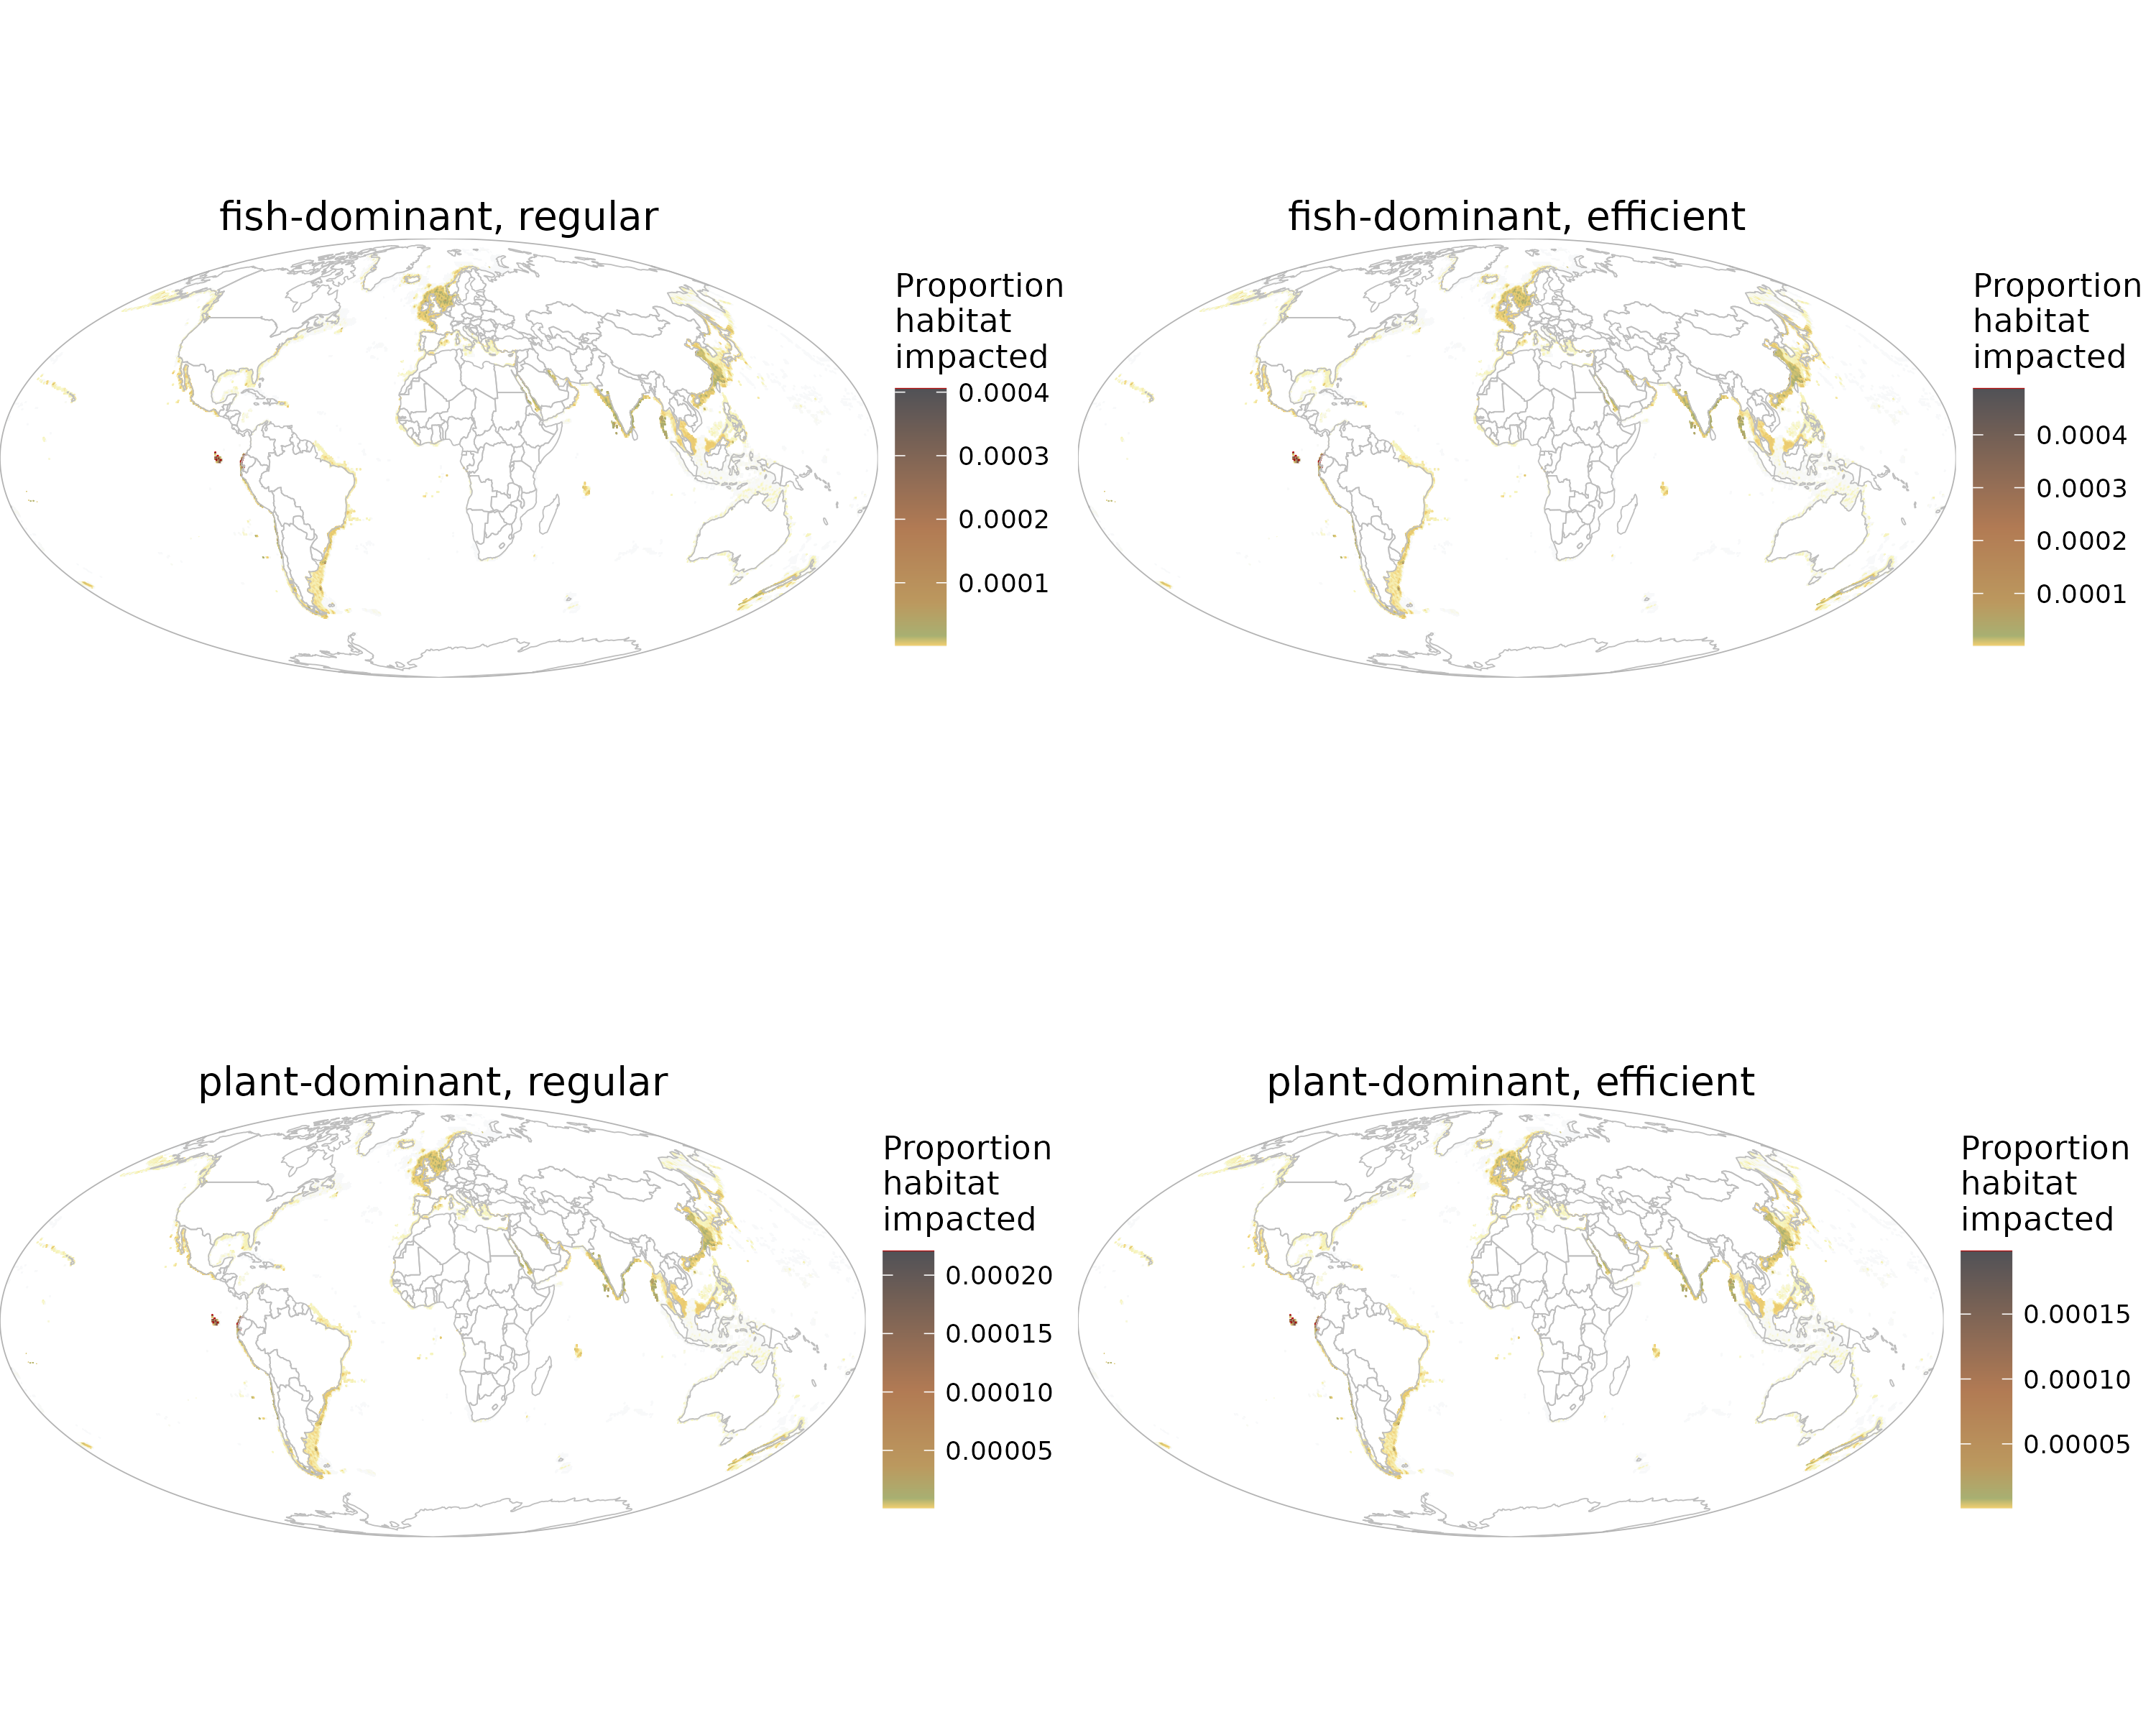 fish-dominant, regular
Proportion
habitat
impacted
0.0004
0.0003
0.0002
0.0001
fish-dominant, efficient
Proportion
habitat
impacted
0.0004
0.0003
0.0002
0.0001
plant-dominant, regular
Proportion
habitat
impacted
0.00020
0.00015
0.00010
0.00005
plant-dominant, efficient
Proportion
habitat
impacted
0.00015
0.00010
0.00005